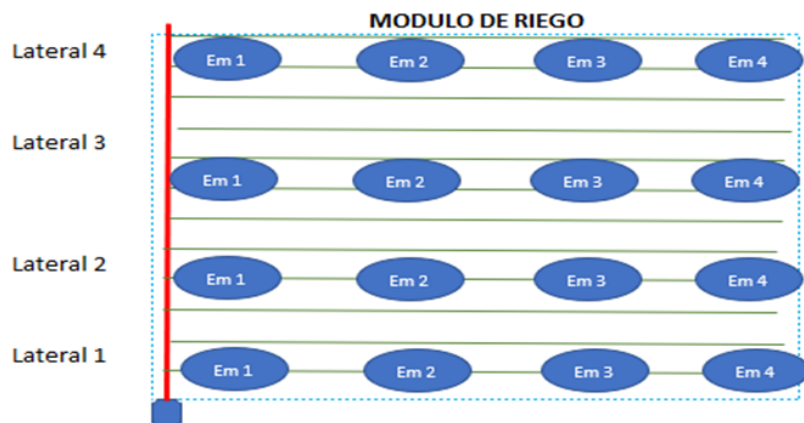 MODULO DE RIEGO
Lateral 4
Em 1 Em 2 Em 3 Em 4
Lateral 3
Em 1 Em 2 Em 3 Em 4
Lateral 2
Em 1 Em 2 Em 3 Em 4
Lateral 1
Em 1 Em 2 Em 3 Em 4